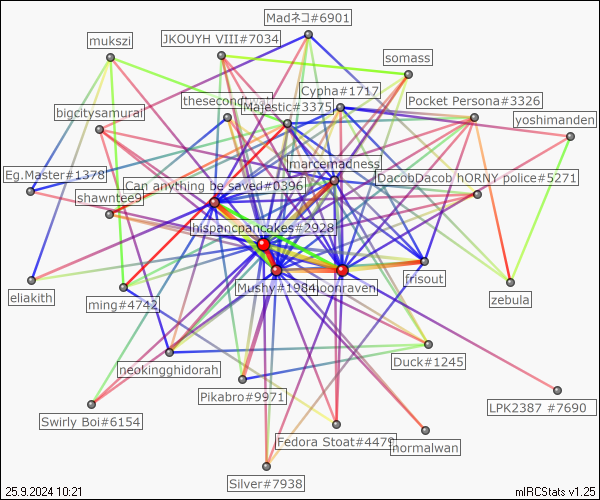 Madネコ#6901
JKOUYH VIII#7034
mukszi
somass
Cypha#1717
Majestic#3375
Pocket Persona#3326
bigcitysamurai
yoshimanden
marcemadness
Eg.Master#1378
DacobDacob hORNY police#5271
Can anything be saved#0396
shawntee9
hispancpancakes#2928
frisout
Mushy#1984
eliakith
ming#4742
zebula
neokingghidorah
Duck#1245
Pikabro#9971
LPK2387 #7690
Swirly Boi#6154
Fedora Stoat#4479
normalwan
Silver#7938
25.9.2024 10:21
mIRCStats v1.25